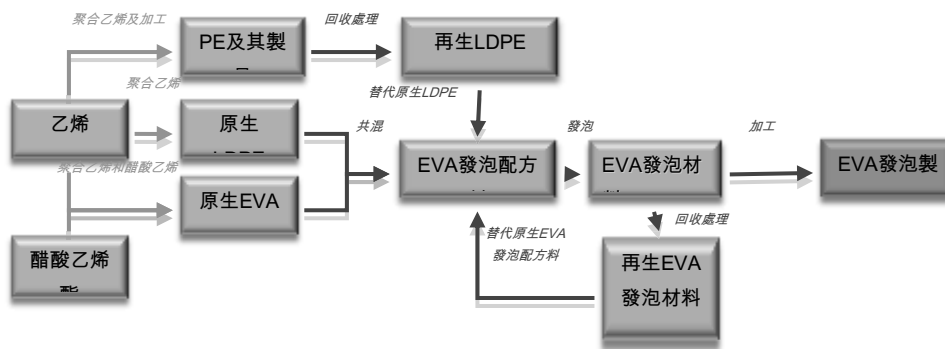 聚合乙烯及加工
回收處理
PE及其製
再生LDPE
聚合乙烯
替代原生LDPE
乙烯
原生
共混
發泡
加工
EVA發泡配方
EVA發泡材
EVA發泡製
聚合乙烯和醋酸乙烯
原生EVA
回收處理
替代原生EVA
發泡配方料
醋酸乙烯
再生EVA
發泡材料